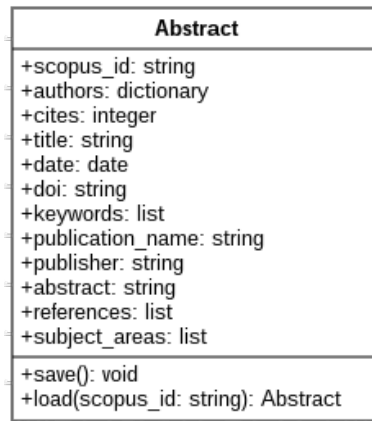 Abstract
+scopus_id: string
+authors: dictionary
+cites: integer
+title: string
+date: date
+doi: string
+keywords: list
+publication_name: string
+publisher: string
+abstract: string
+references: list
+subject_areas: list
+save(): void
+load(scopus_id: string): Abstract